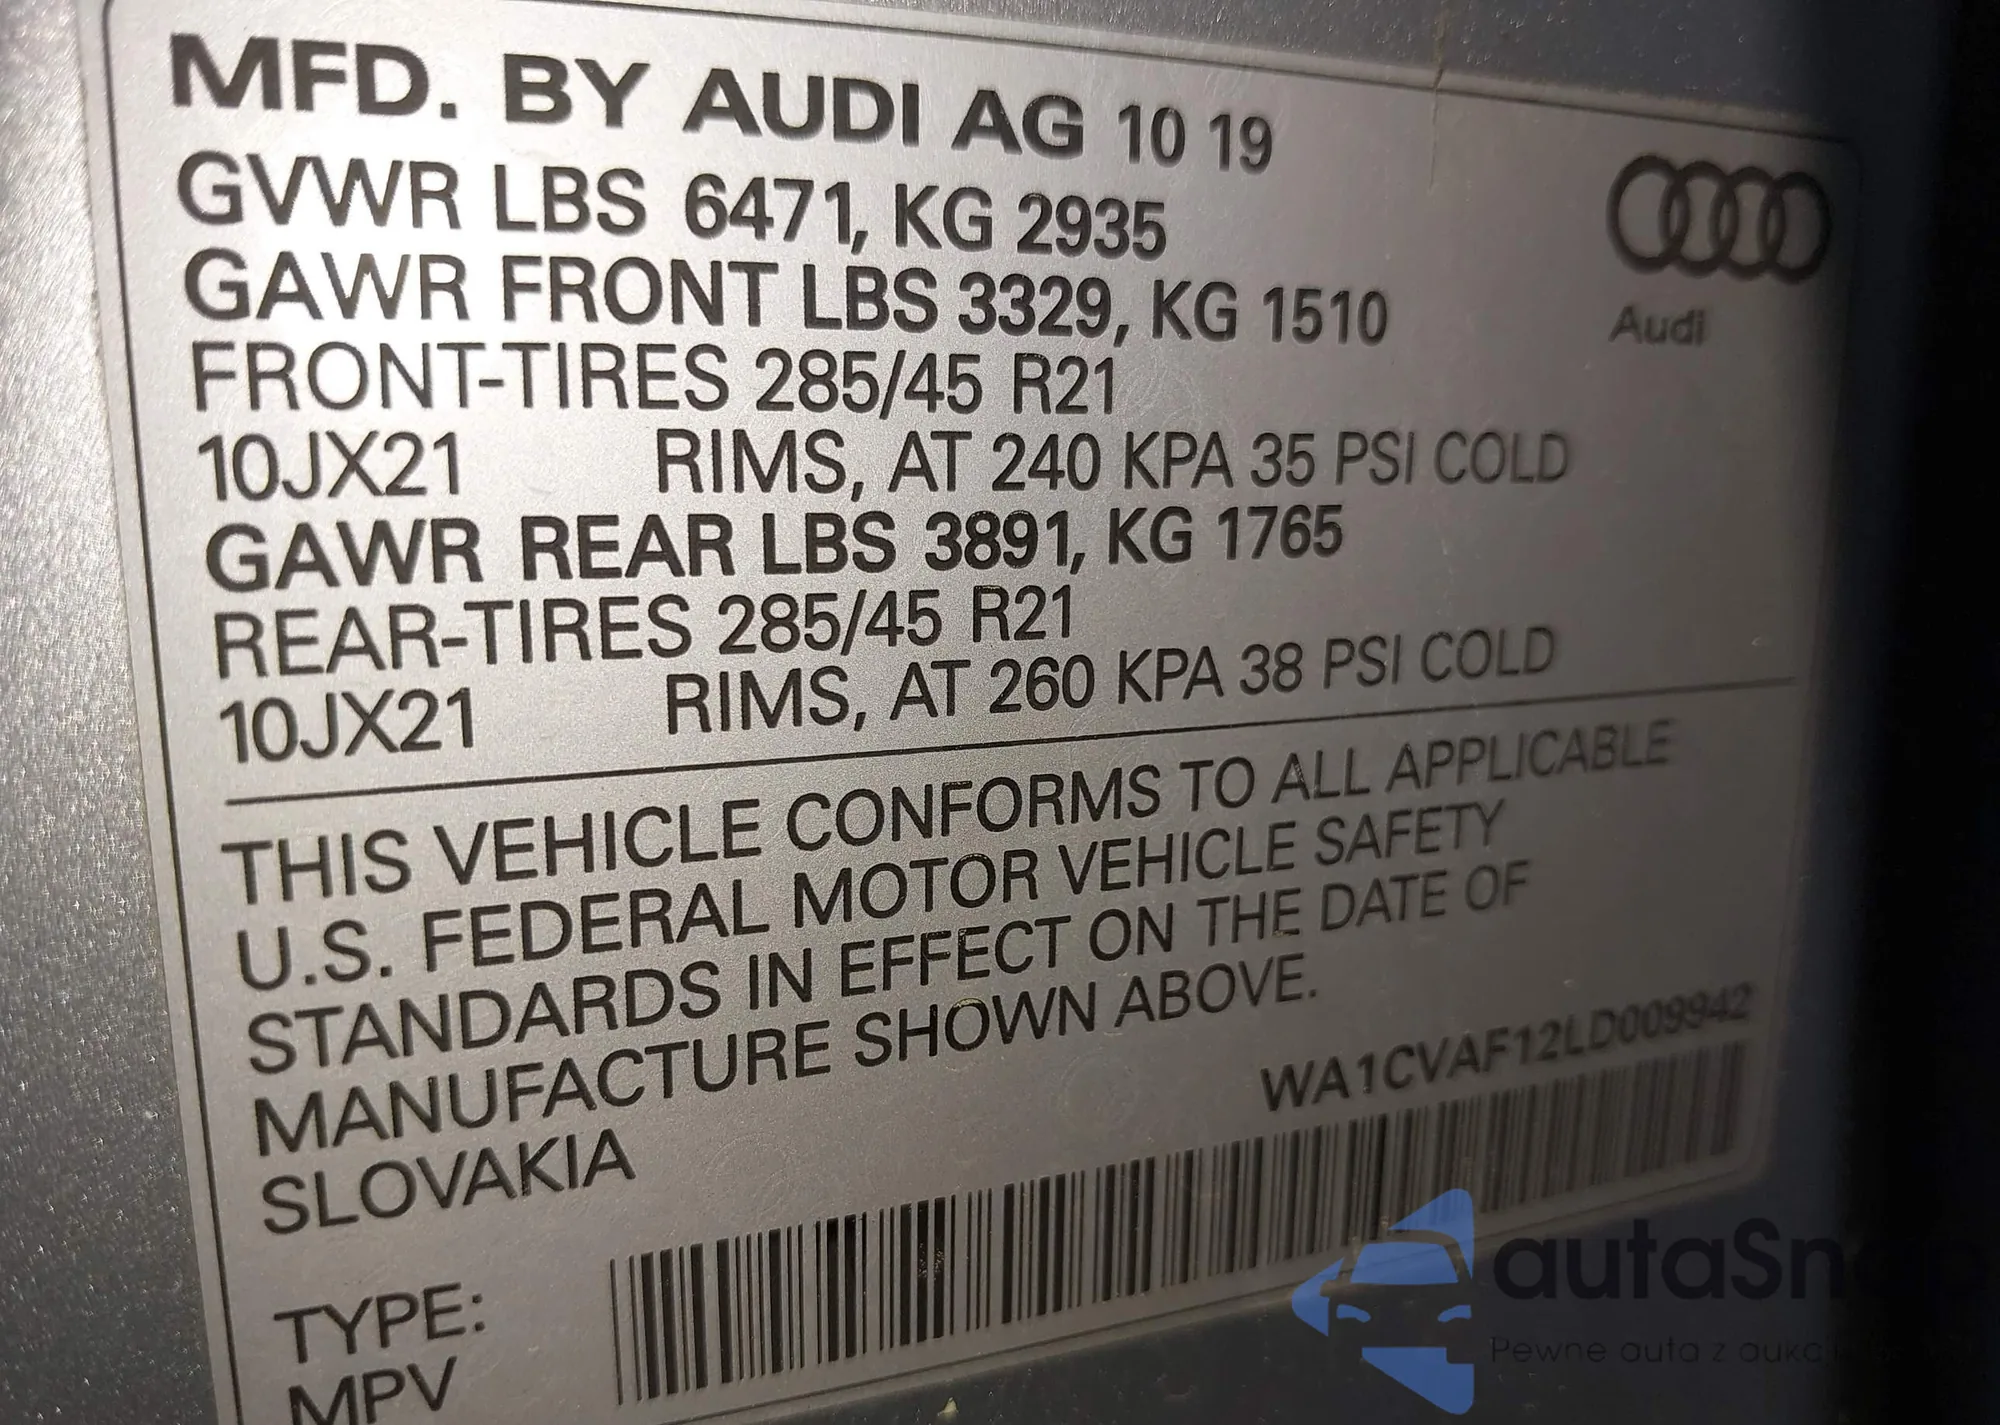 MFD. BY AUDI AG 10 19
GVWR LBS 6471, KG 2935
GAWR FRONT LBS 3329, KG 1510
Audi
FRONT-TIRES 285/45 R21
10JX21 RIMS, AT 240 KPA 35 PSI COLD
GAWR REAR LBS 3891, KG 1765
REAR-TIRES 285/45 R21
10JX21 RIMS, AT 260 KPA 38 PSI COLD
THIS VEHICLE CONFORMS TO ALL APPLICABLE
U.S. FEDERAL MOTOR VEHICLE SAFETY
STANDARDS IN EFFECT ON THE DATE OF
MANUFACTURE SHOWN ABOVE.
WA1CVAF12LD009942
SLOVAKIA
TYPE:
MPV
autaSnap
Pewne auta z